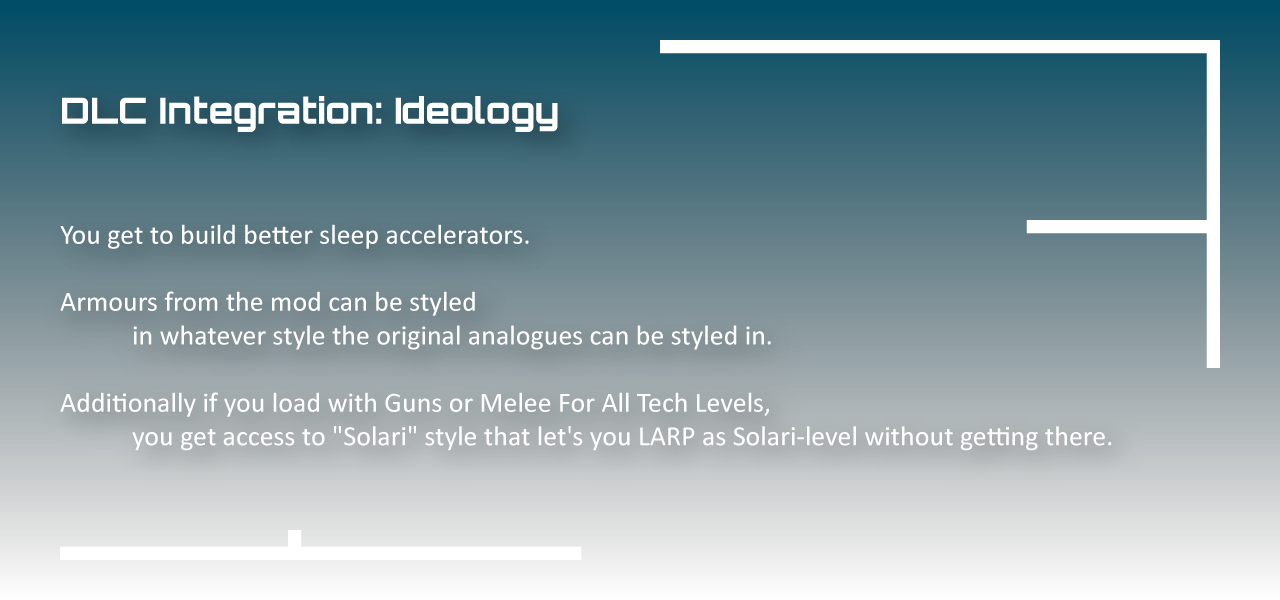 DLC Integration: Ideology
You get to build better sleep accelerators.
Armours from the mod can be styled
in whatever style the original analogues can be styled in.
Additionally if you load with Guns or Melee For All Tech Levels,
you get access to "Solari" style that let's you LARP as Solari-level without getting there.